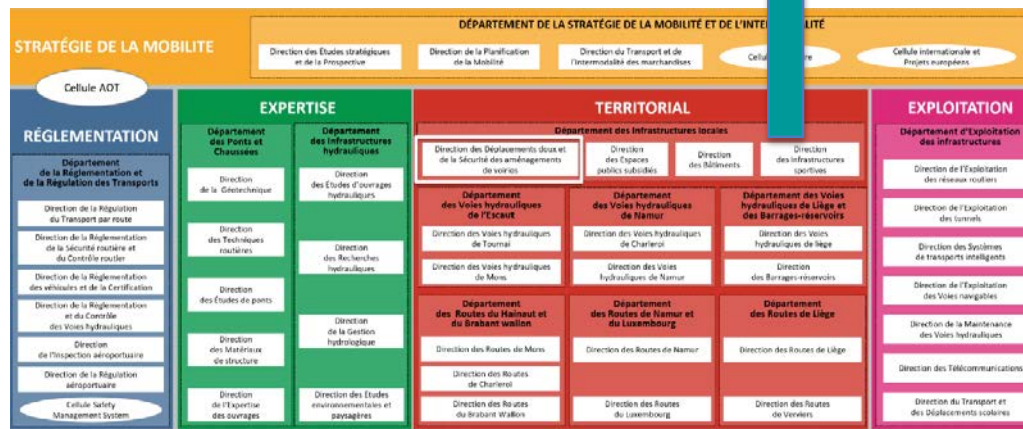 DÉPARTEMENT DE LA STRATÉGIE DE LA MOBILITÉ ET DE L'INTER ALITÉ
STRATÉGIE DE LA MOBILITE
Direction des Études stratégiques
et de la Prospective
Direction de la Planification
de la Mobilité
Direction du Transport et de
l'Intermodalité des marchandises
Cellule internationale et
Projets européens
Cellule AOT
RÉGLEMENTATION
Département
de la Réglementation et
de la Régulation des Transports
Direction de la Régulation
du Transport par route
Direction de la Réglementation
de la Sécurité routière et
du Contrôle routier
Direction de la Réglementation
des véhicules et de la Certification
Direction de la Réglementation
et du Contrôle
des Voies hydrauliques
Direction
de l'Inspection aéroportuaire
Direction de la Régulation
aéroportuaire
Cellule Safety
Management System
EXPERTISE
Département
des Ponts et
Chaussées
Direction
de la Géotechnique
Direction
des Techniques
routières
Direction
des Études de ponts
Direction
des Matériaux
de structure
Direction
de l'Expertise
des ouvrages
Département
des Infrastructures
hydrauliques
Direction
des Études d'ouvrages
hydrauliques
Direction
des Recherches
hydrauliques
Direction
de la Gestion
hydrologique
Direction des Etudes
environnementales et
paysagères
TERRITORIAL
Département des Infrastructures locales
Direction des Déplacements doux et
de la Sécurité des aménagements
de voiries
Direction
des Espaces
publics subsidiés
Direction
des Bâtiments
Direction
des Infrastructures
sportives
Département
des Voies hydrauliques
de l'Escaut
Direction des Voies hydrauliques
de Tournai
Direction des Voies hydrauliques
de Mons
Département
des Voies hydrauliques
de Namur
Direction des Voies hydrauliques
de Charleroi
Direction des Voies
hydrauliques de Namur
Département des Voies
hydrauliques de Liège et
des Barrages-réservoirs
Direction des Voies
hydrauliques de liège
Direction
des Barrages-réservoirs
Département
des Routes du Hainaut et
du Brabant wallon
Direction des Routes de Mons
Direction des Routes
de Charleroi
Direction des Routes
du Brabant Wallon
Département
des Routes de Namur et
du Luxembourg
Direction des Routes de Namur
Direction des Routes
du Luxembourg
Département
des Routes de Liège
Direction des Routes de Liège
Direction des Routes
de Verviers
EXPLOITATION
Département d'Exploitation
des infrastructures
Direction de l'Exploitation
des réseaux routiers
Direction de l'Exploitation
des tunnels
Direction des Systèmes
de transports intelligents
Direction de l'Exploitation
des Voies navigables
Direction de la Maintenance
des Voies hydrauliques
Direction des Télécommunications
Direction du Transport et
des Déplacements scolaires